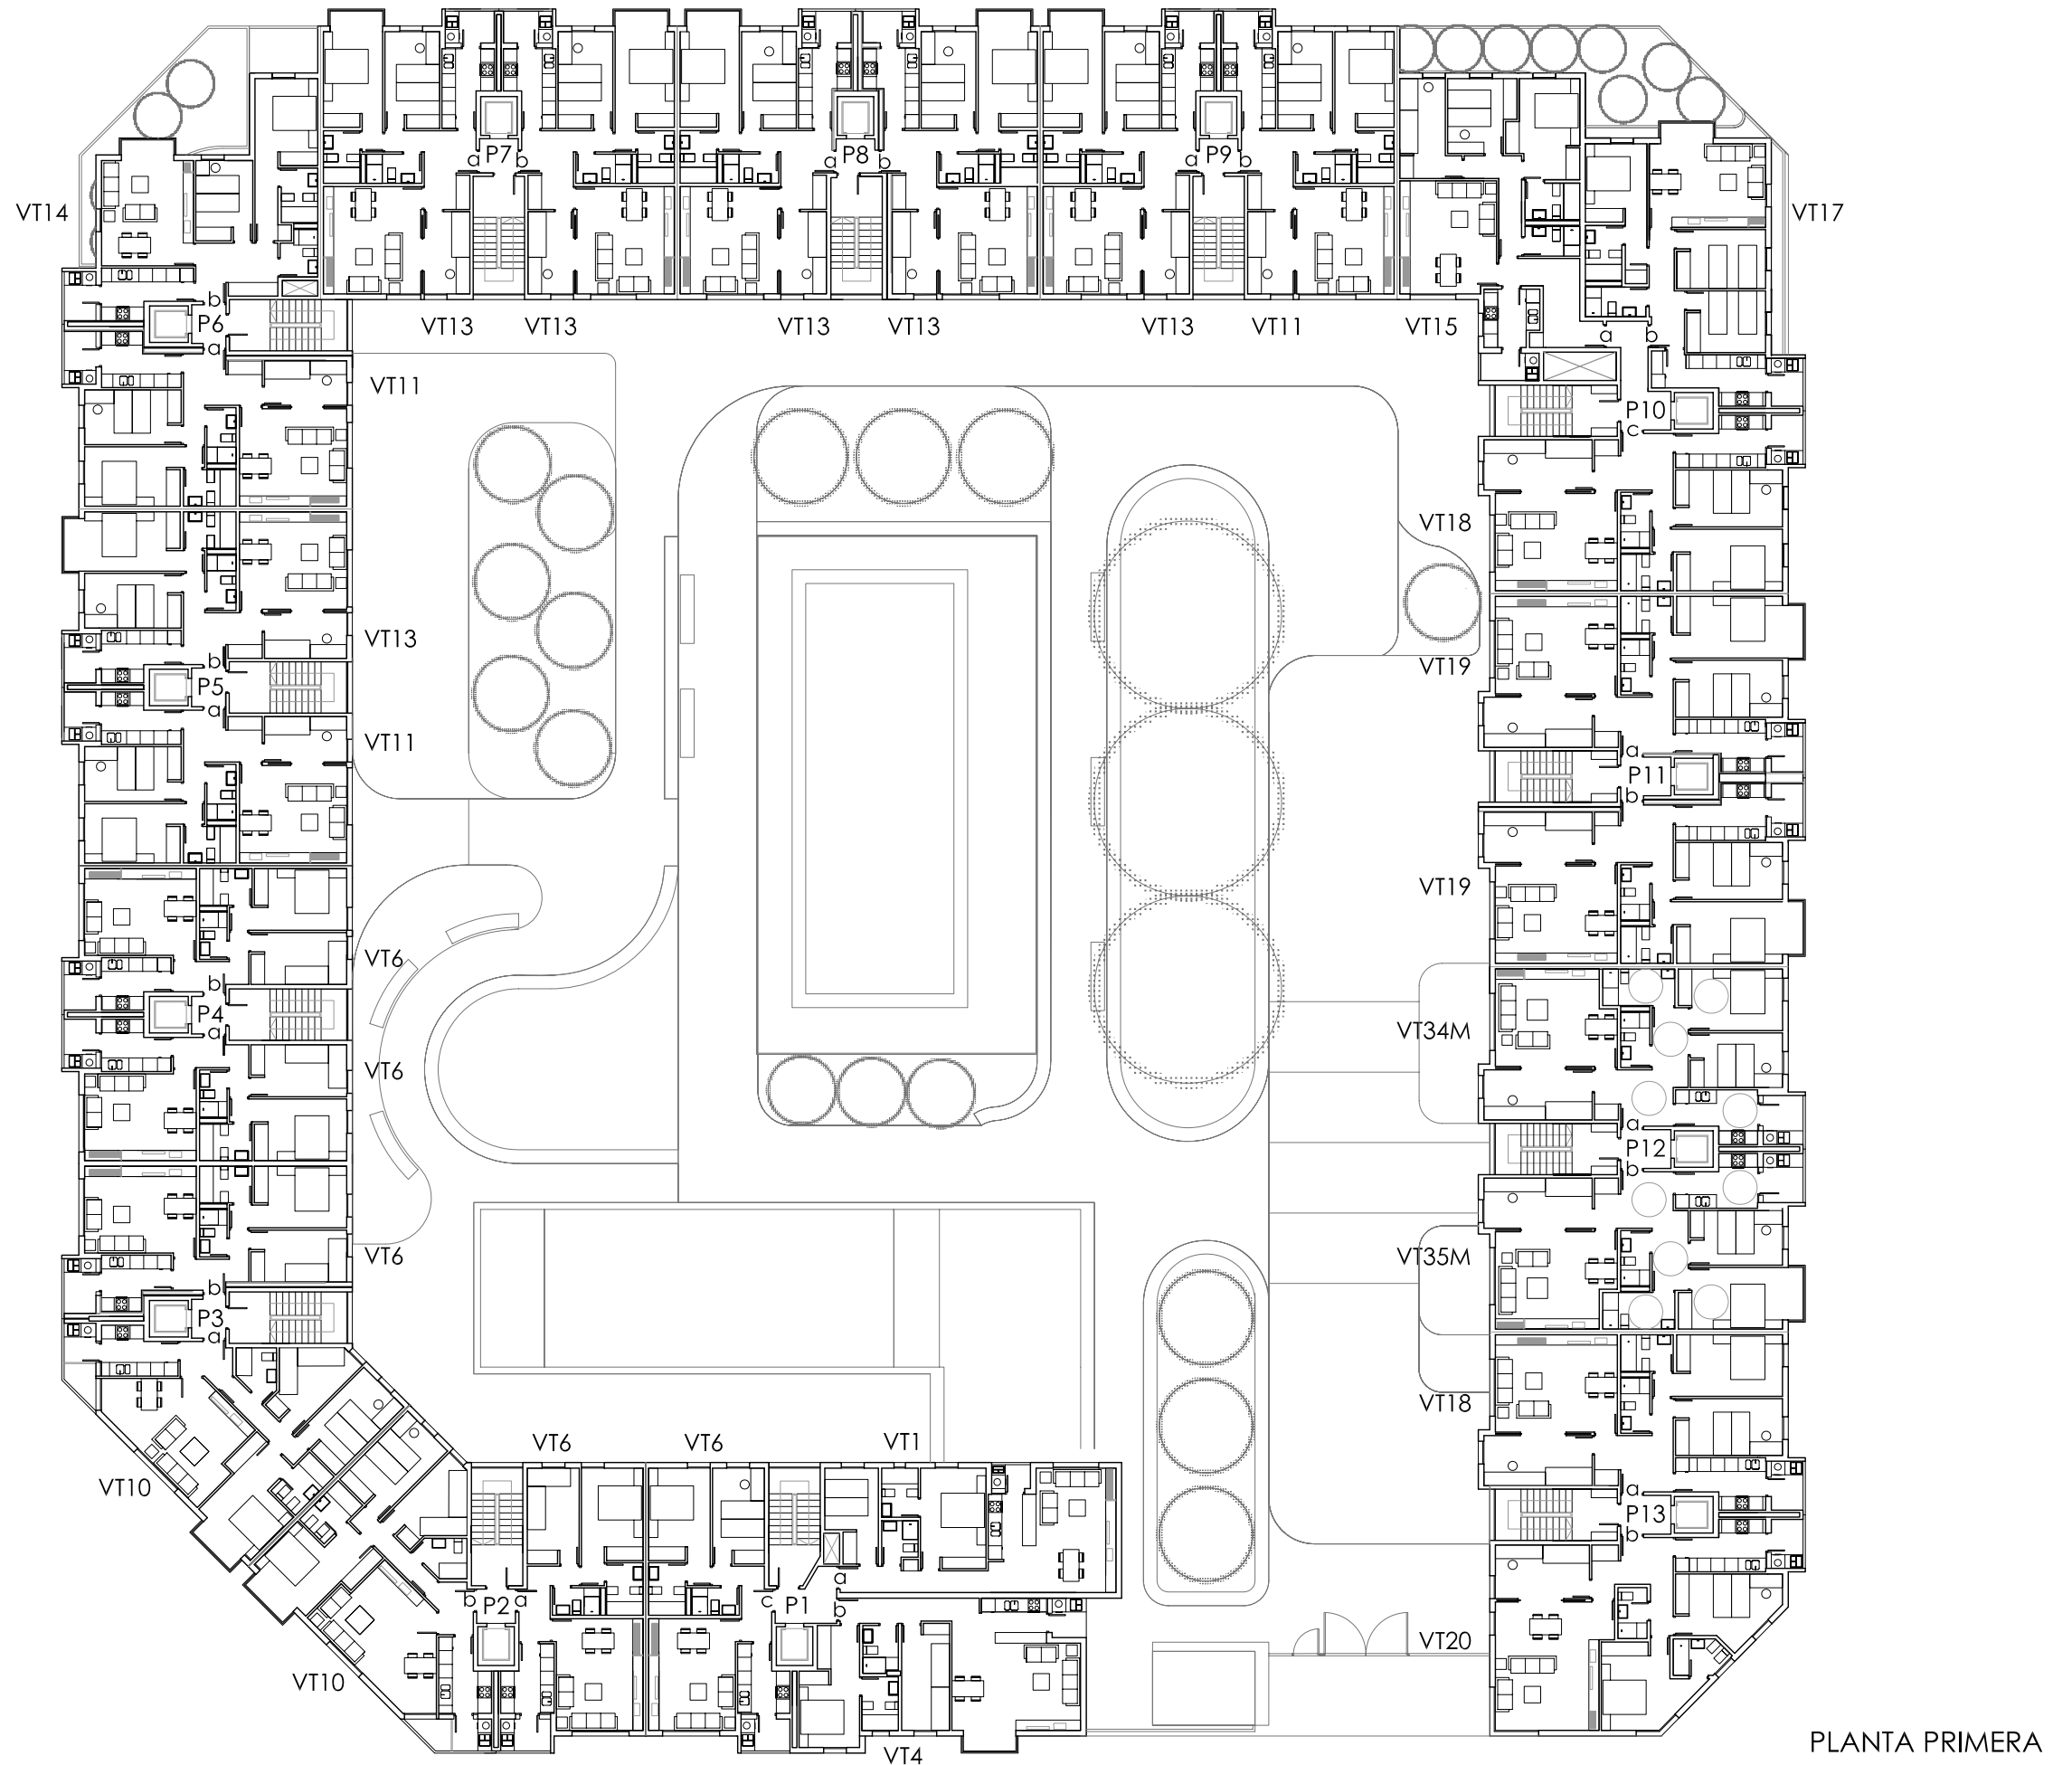 a P7 b
a P8 b
a P9 b
VT14
VT17
VT13
VT13
VT13
VT13
VT13
VT11
VT15
b
P6
a
a b
P10
c
VT11
VT18
VT13
VT19
b
P5
a
VT11
a
P11
b
VT19
VT6
b
P4
a
VT34M
VT6
a
P12
b
VT6
VT35M
b
P3
a
VT18
VT10
VT6
VT6
VT1
a
P13
b
b P2 a
c P1
a
b
VT20
VT10
VT4
PLANTA PRIMERA